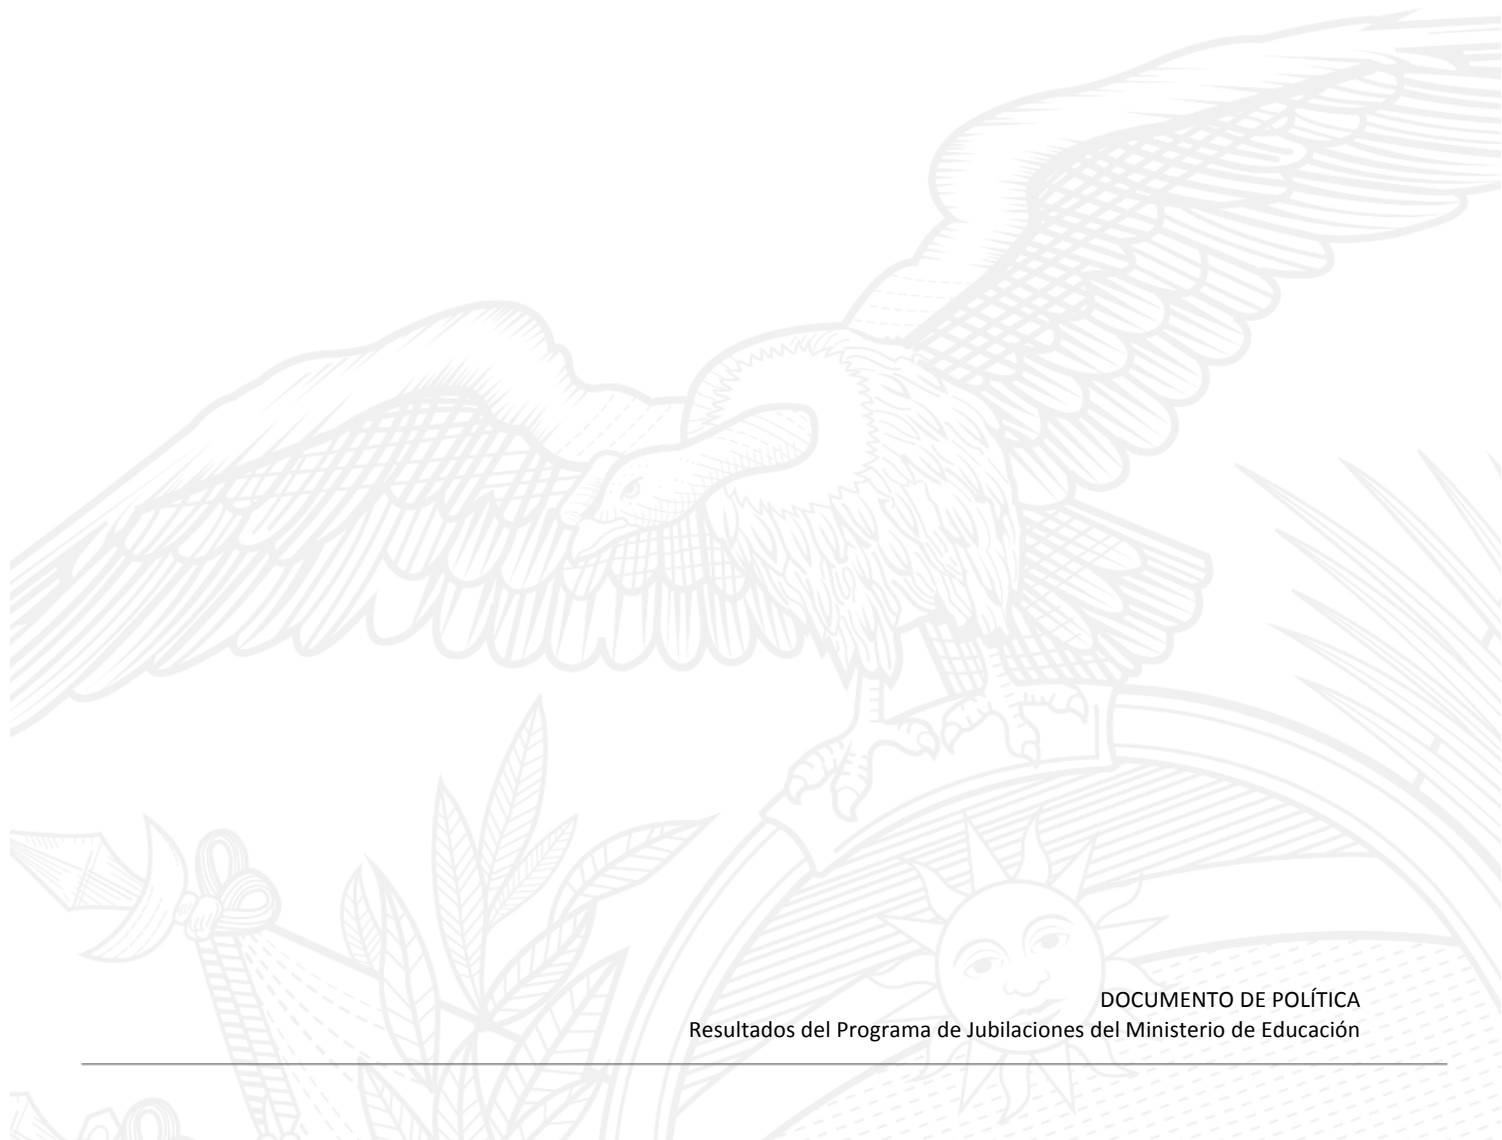 DOCUMENTO DE POLÍTICA
Resultados del Programa de Jubilaciones del Ministerio de Educación